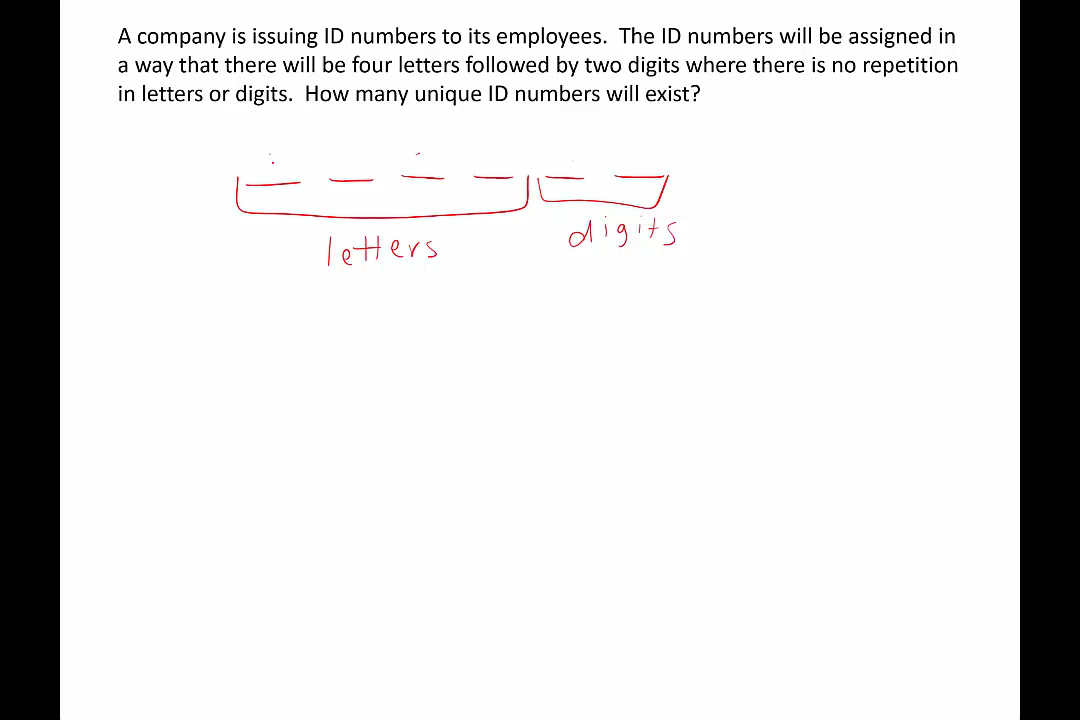 A company is issuing ID numbers to its employees.  The ID numbers will be assigned in
a way that there will be four letters followed by two digits where there is no repetition
in letters or digits.  How many unique ID numbers will exist?
letters
digits